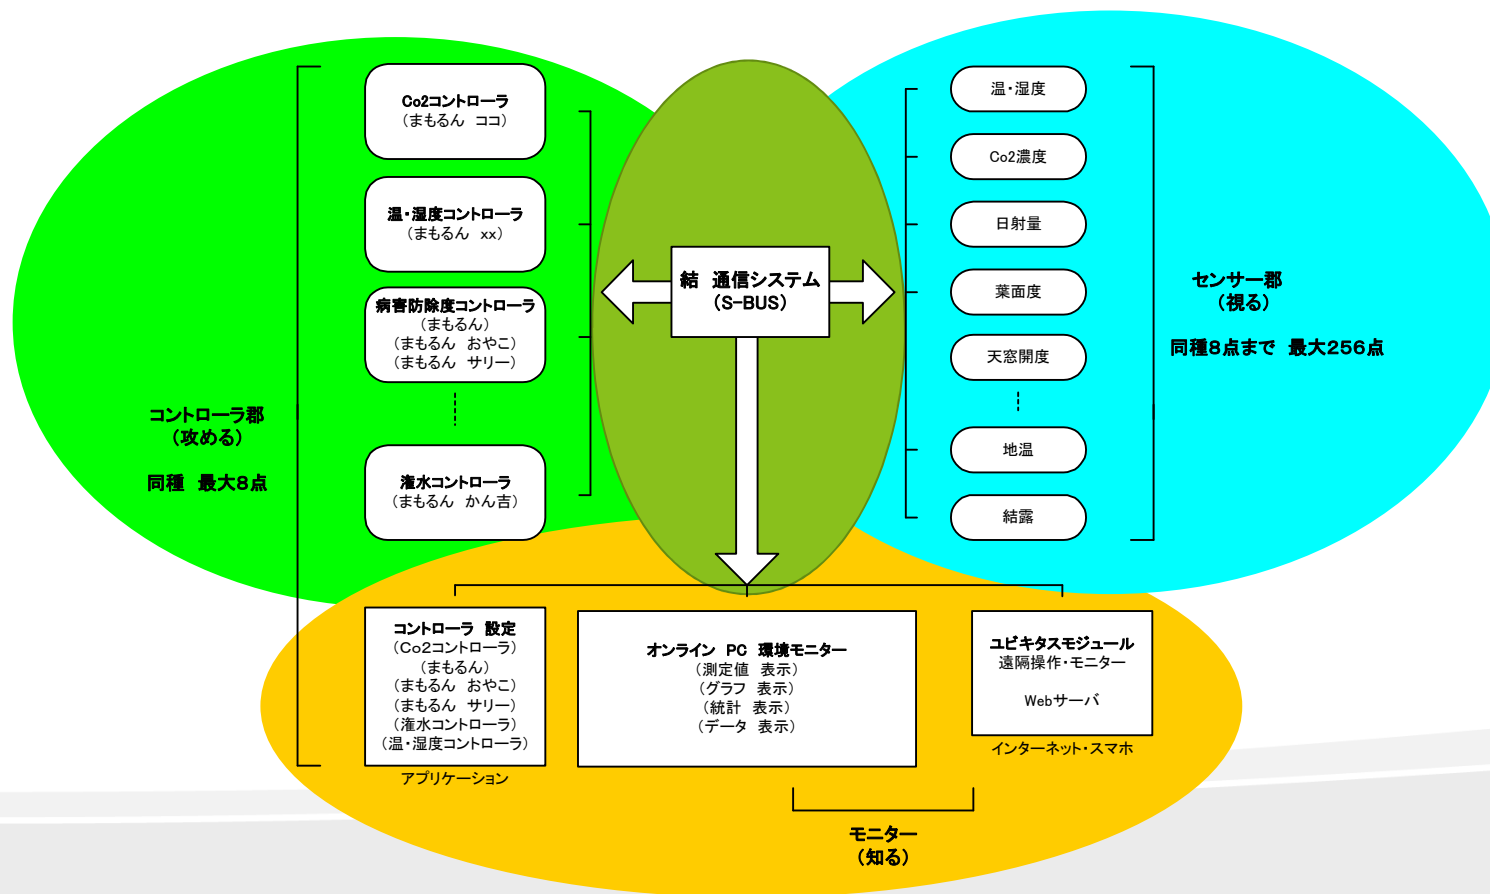 Co2コントローラ
(まもるん ココ)
温・湿度コントローラ
(まもるん xx)
病害防除度コントローラ
(まもるん)
(まもるん おやこ)
(まもるん サリー)
潅水コントローラ
(まもるん かん吉)
コントローラ郡
(攻める)
同種 最大8点
結 通信システム
(S-BUS)
温・湿度
Co2濃度
日射量
葉面度
天窓開度
地温
結露
センサー郡
(視る)
同種8点まで 最大256点
コントローラ 設定
(Co2コントローラ)
(まもるん)
(まもるん おやこ)
(まもるん サリー)
(潅水コントローラ)
(温・湿度コントローラ)
アプリケーション
オンライン PC 環境モニター
(測定値 表示)
(グラフ 表示)
(統計 表示)
(データ 表示)
ユビキタスモジュール
遠隔操作・モニター
Webサーバ
インターネット・スマホ
モニター
(知る)